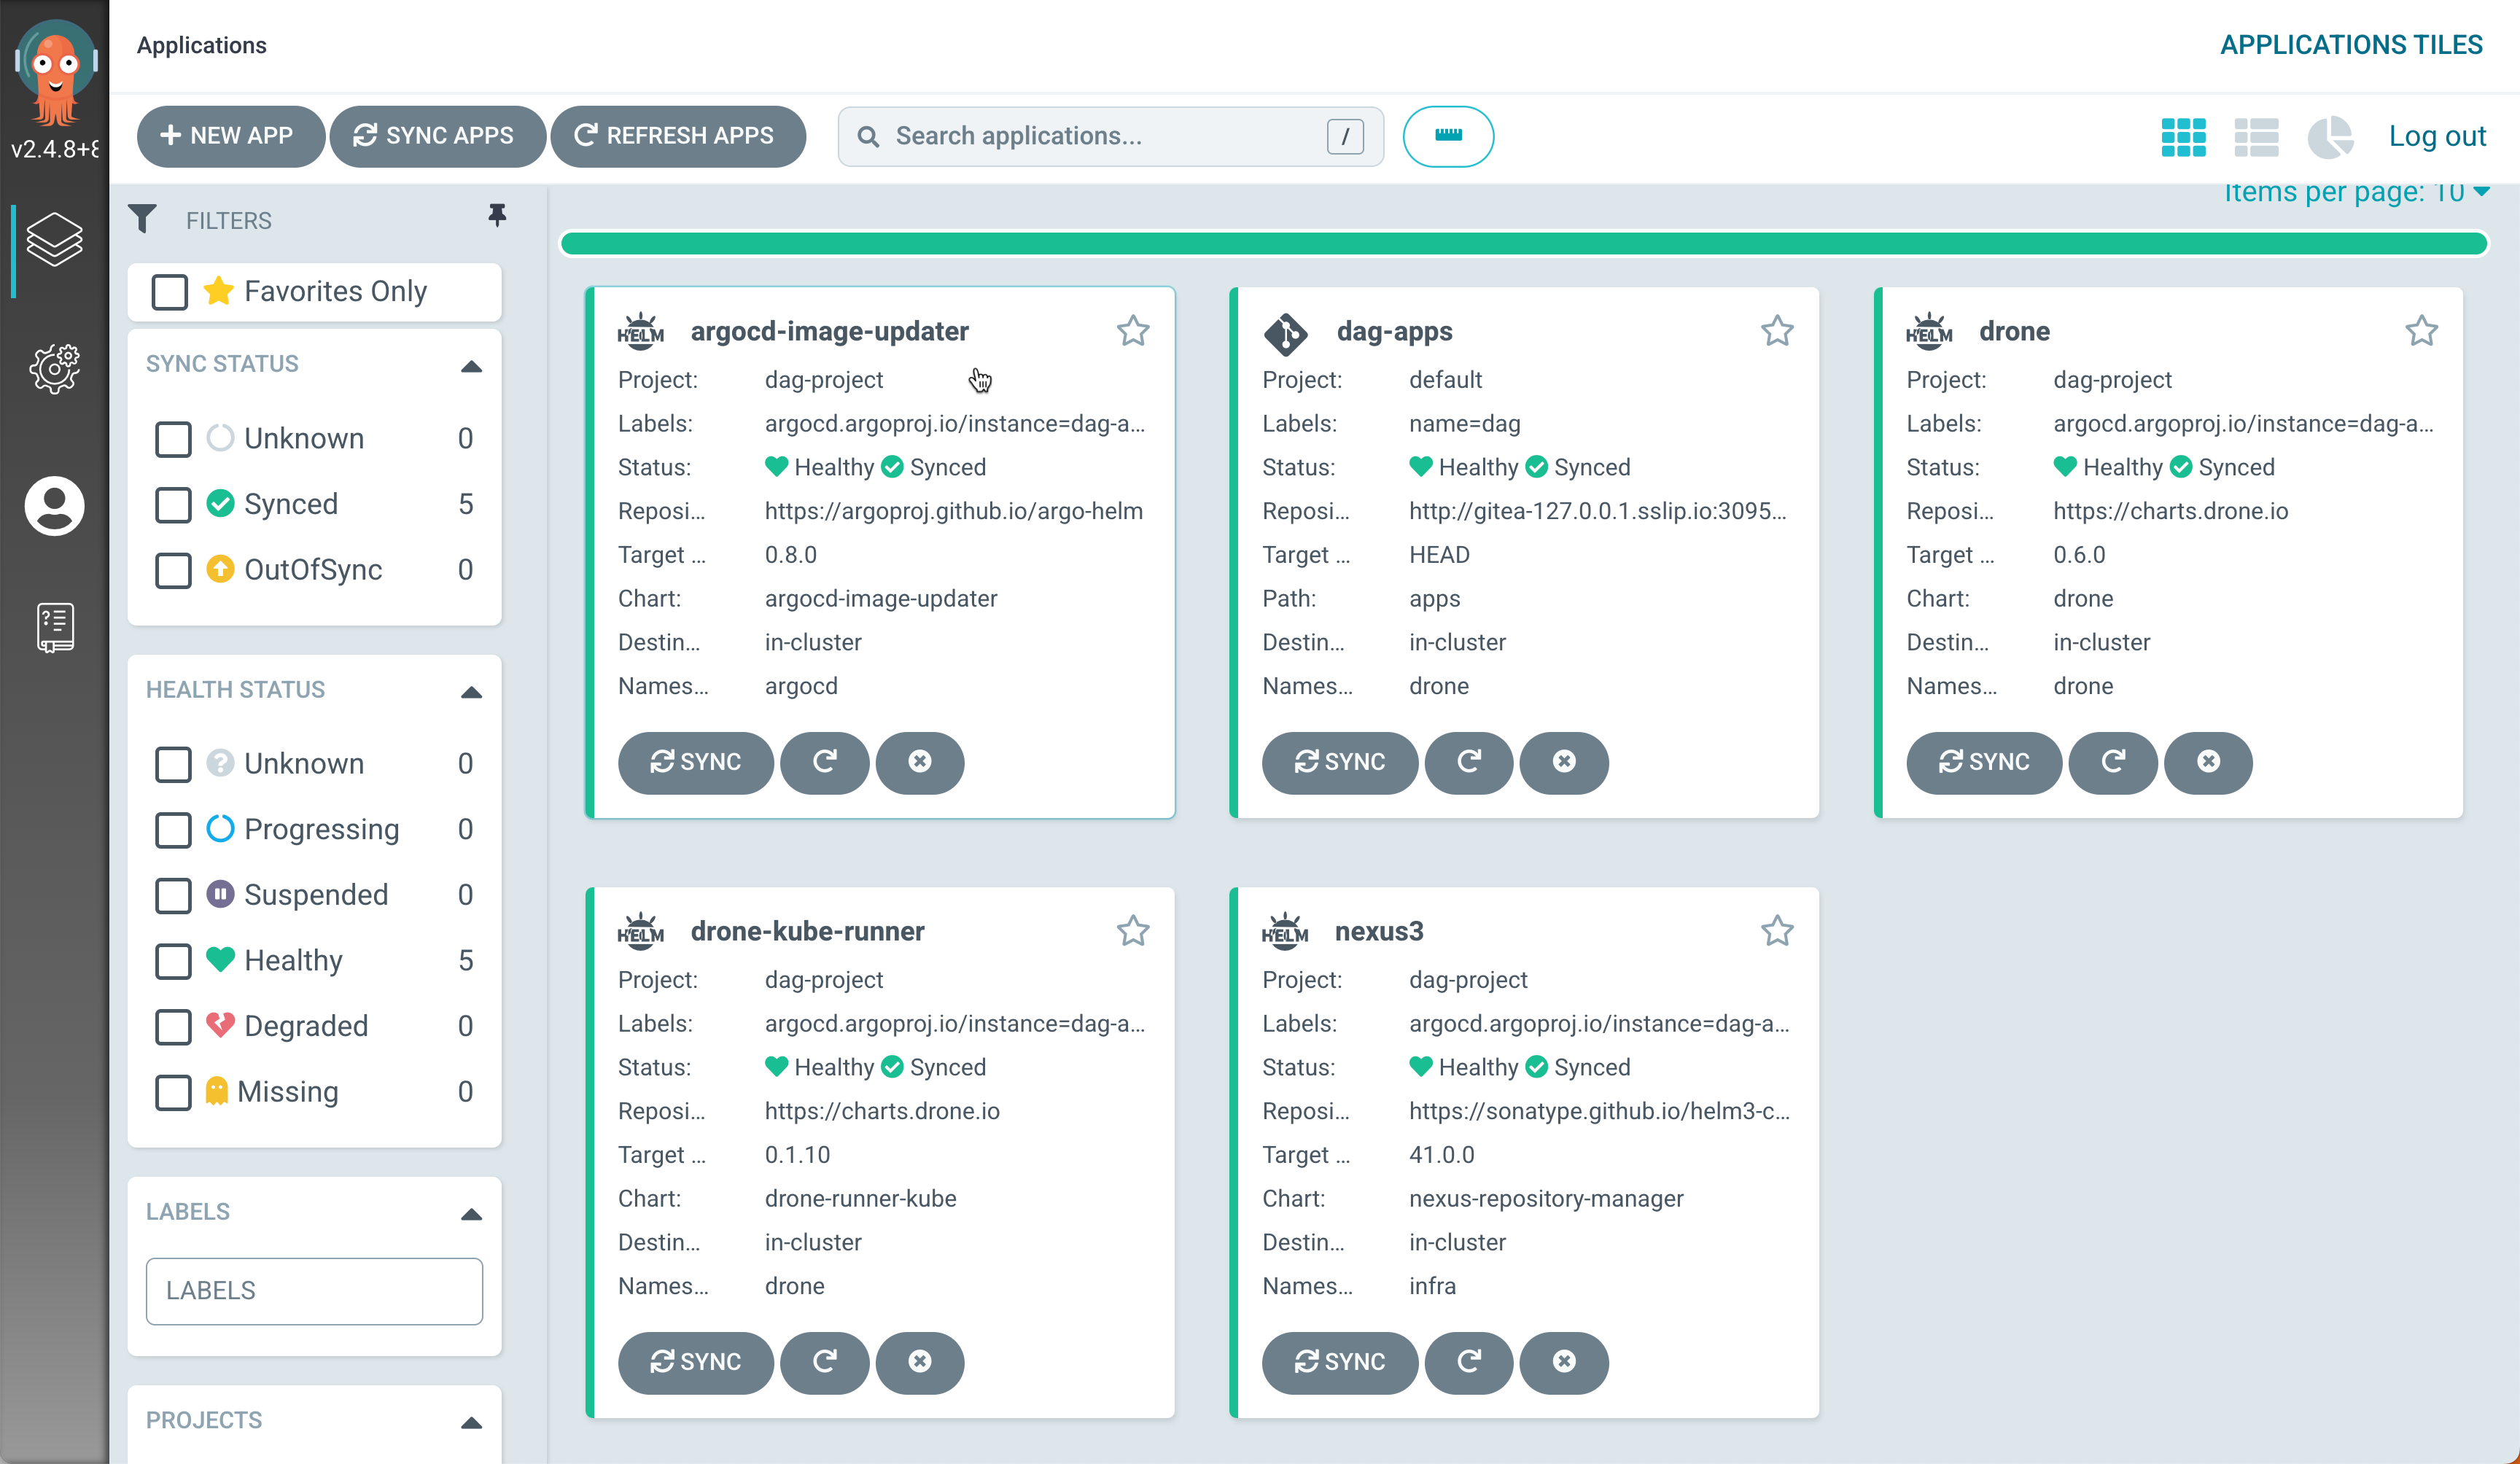 Applications
APPLICATIONS TILES
v2.4.8+8
NEW APP
SYNC APPS
REFRESH APPS
Search applications...
/
Log out
Items per page: 10
FILTERS
Favorites Only
SYNC STATUS
Unknown 0
Synced 5
OutOfSync 0
HEALTH STATUS
Unknown 0
Progressing 0
Suspended 0
Healthy 5
Degraded 0
Missing 0
LABELS
LABELS
PROJECTS
HELM argocd-image-updater
Project: dag-project
Labels: argocd.argoproj.io/instance=dag-a...
Status: Healthy Synced
Reposi... https://argoproj.github.io/argo-helm
Target ... 0.8.0
Chart: argocd-image-updater
Destin... in-cluster
Names... argocd
SYNC
dag-apps
Project: default
Labels: name=dag
Status: Healthy Synced
Reposi... http://gitea-127.0.0.1.sslip.io:3095...
Target ... HEAD
Path: apps
Destin... in-cluster
Names... drone
SYNC
HELM drone
Project: dag-project
Labels: argocd.argoproj.io/instance=dag-a...
Status: Healthy Synced
Reposi... https://charts.drone.io
Target ... 0.6.0
Chart: drone
Destin... in-cluster
Names... drone
SYNC
HELM drone-kube-runner
Project: dag-project
Labels: argocd.argoproj.io/instance=dag-a...
Status: Healthy Synced
Reposi... https://charts.drone.io
Target ... 0.1.10
Chart: drone-runner-kube
Destin... in-cluster
Names... drone
SYNC
HELM nexus3
Project: dag-project
Labels: argocd.argoproj.io/instance=dag-a...
Status: Healthy Synced
Reposi... https://sonatype.github.io/helm3-c...
Target ... 41.0.0
Chart: nexus-repository-manager
Destin... in-cluster
Names... infra
SYNC